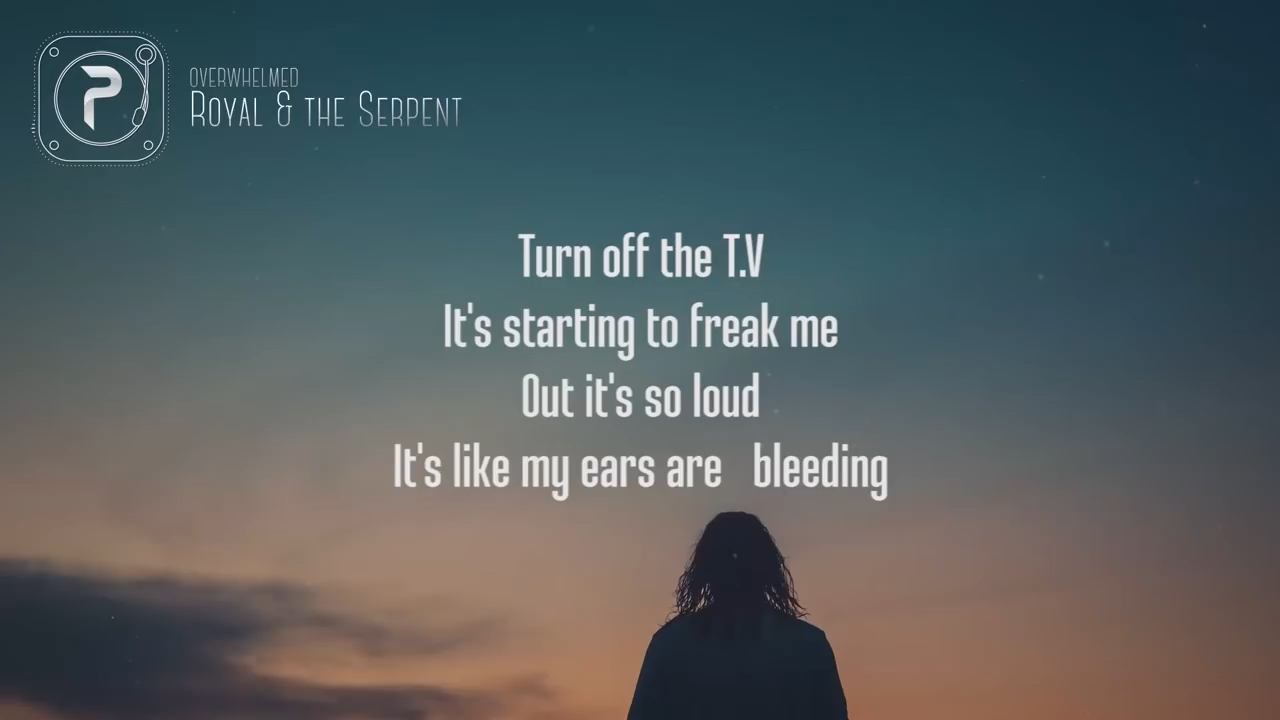 OVERWHELMED
ROYAL & THE SERPENT
Turn off the T.V
It's starting to freak me
Out it's so loud
It's like my ears are bleeding